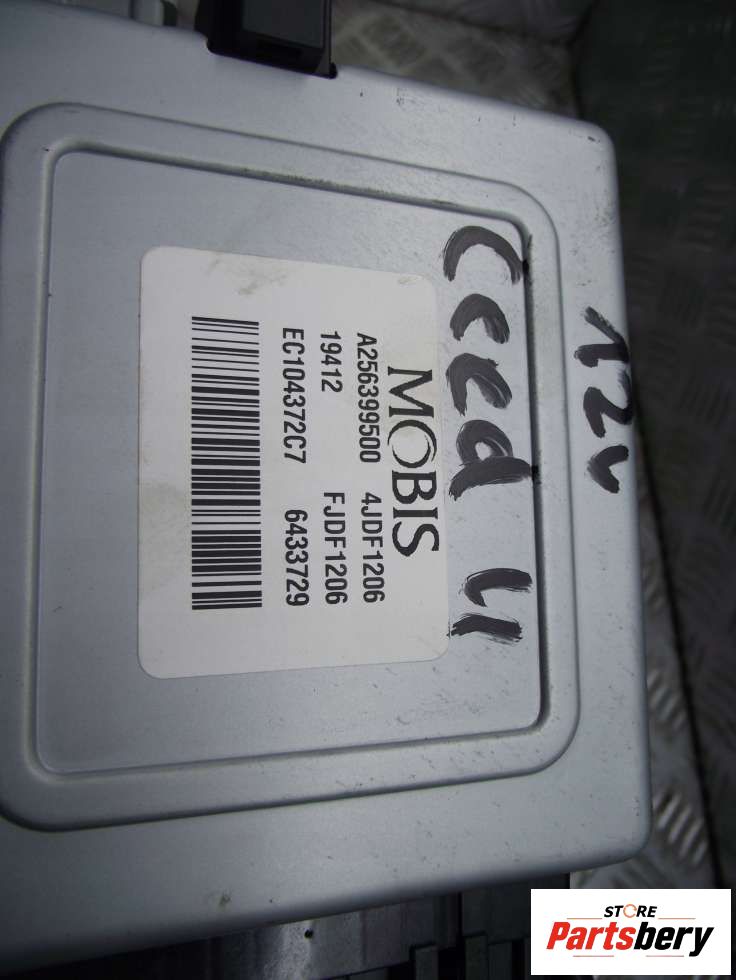 MOBIS
A256399500 4JDF1206
19412 FJDF1206
EC104372C7 6433729
Ceed
12V
STORE
Partsbery